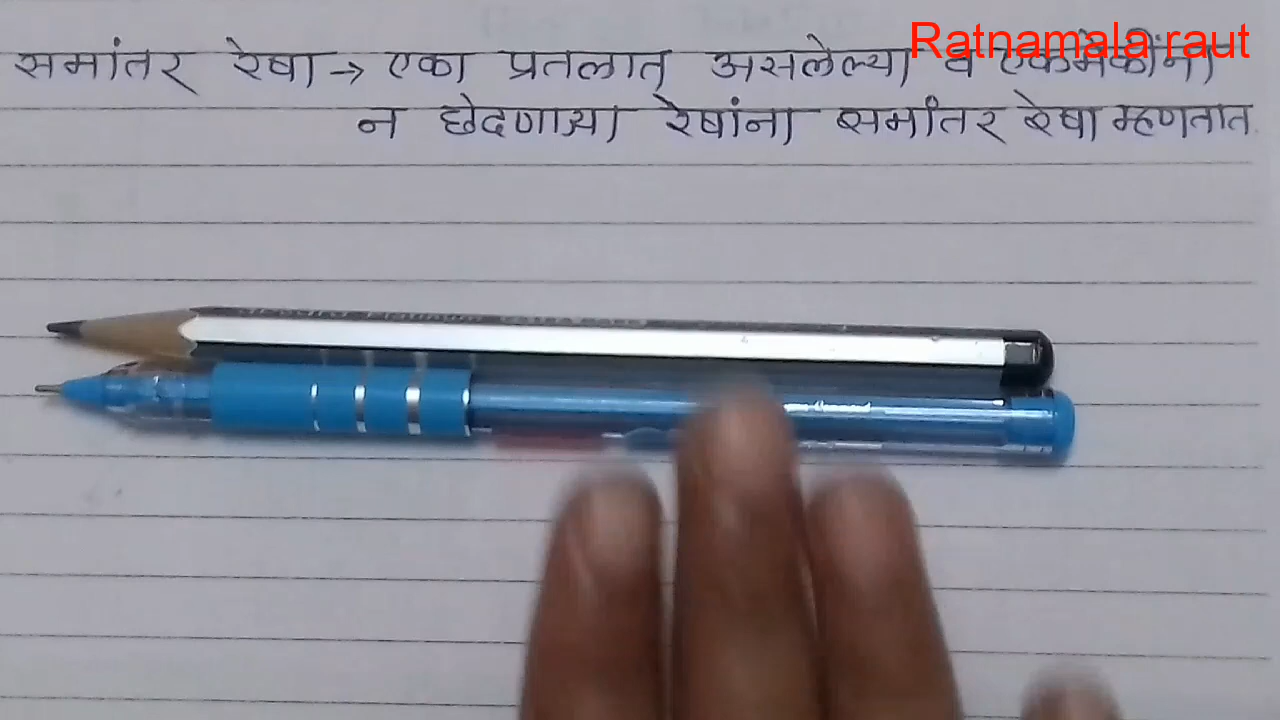 Ratnamala raut
समांतर रेषा → एका प्रतलात असलेल्या व एकमेकींना
न छेदणाऱ्या रेषांना समांतर रेषा म्हणतात.